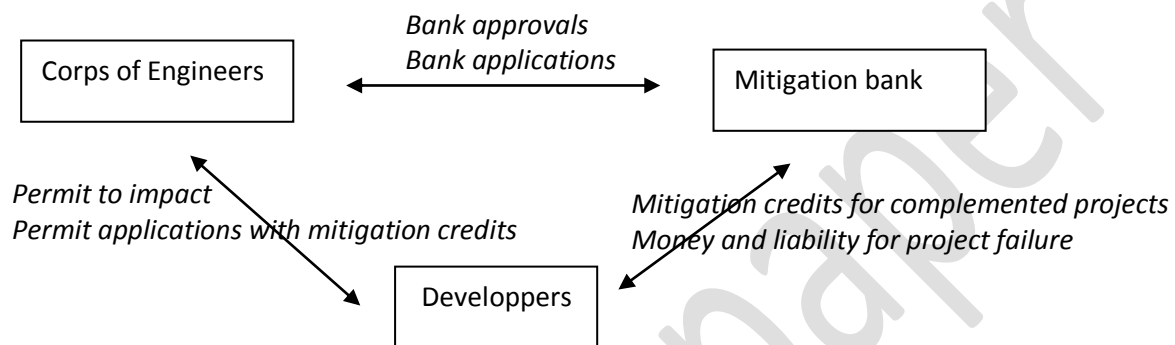 Bank approvals
Bank applications
Corps of Engineers
Mitigation bank
Permit to impact
Permit applications with mitigation credits
Mitigation credits for complemented projects
Money and liability for project failure
Developpers
paper